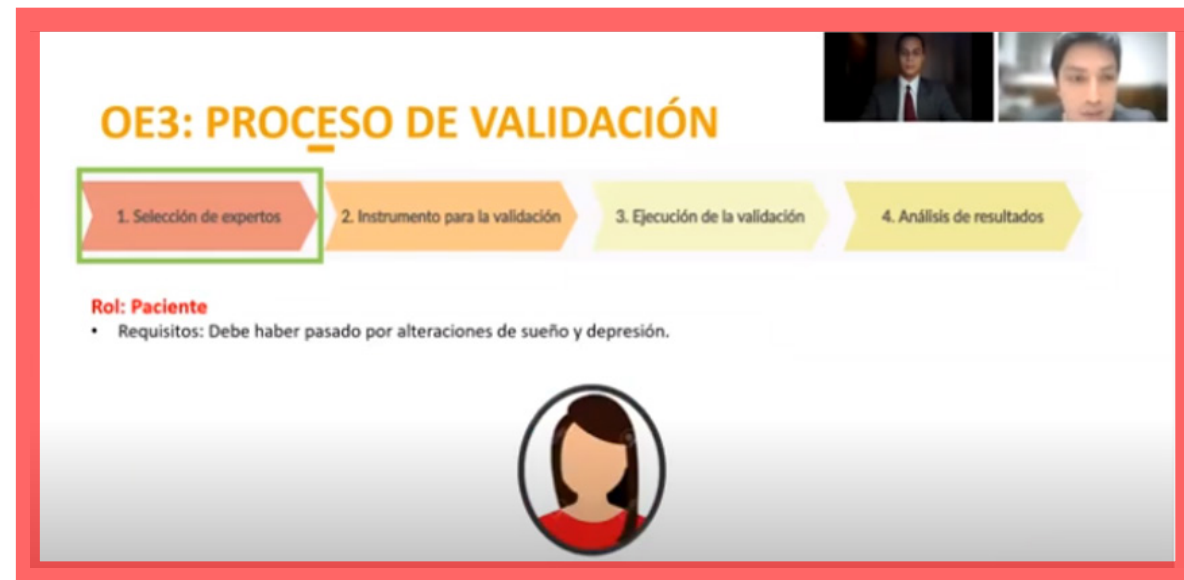 OE3: PROCESO DE VALIDACIÓN
1. Selección de expertos
2. Instrumento para la validación
3. Ejecución de la validación
4. Análisis de resultados
Rol: Paciente
• Requisitos: Debe haber pasado por alteraciones de sueño y depresión.